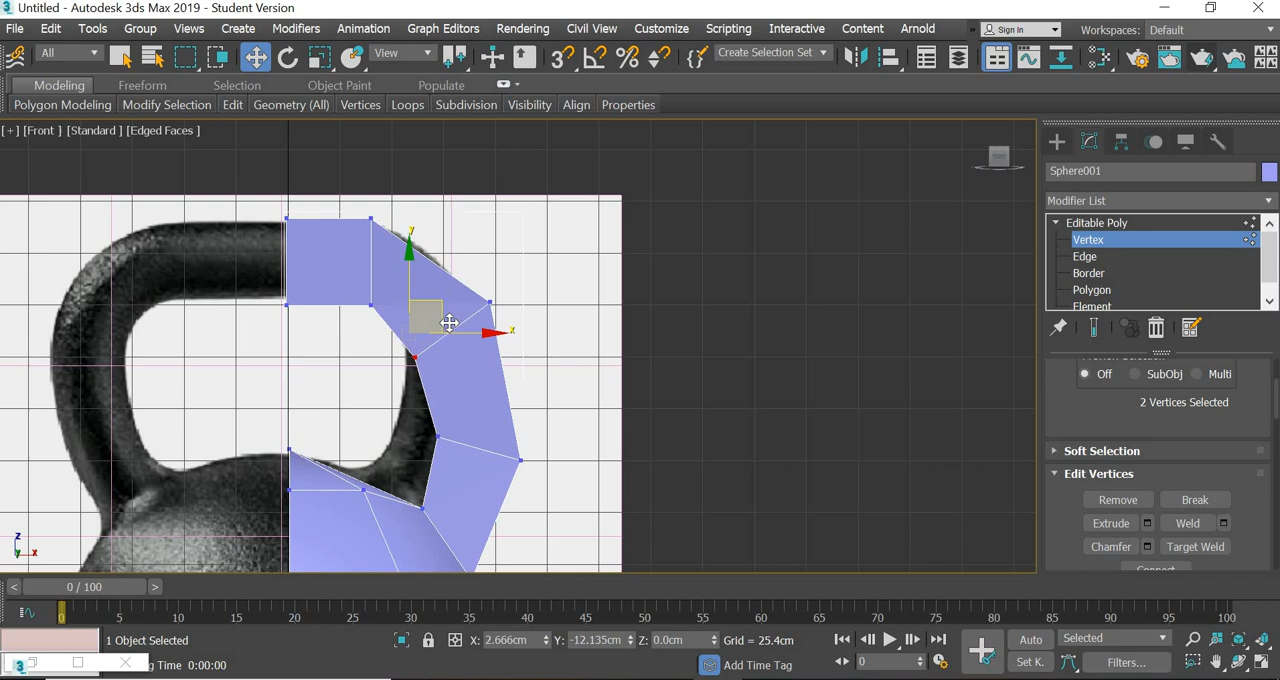 Untitled - Autodesk 3ds Max 2019 - Student Version
File Edit Tools Group Views Create Modifiers Animation Graph Editors Rendering Civil View Customize Scripting Interactive Content Arnold » Sign In Workspaces: Default
All View Create Selection Set
Modeling Freeform Selection Object Paint Populate
Polygon Modeling Modify Selection Edit Geometry (All) Vertices Loops Subdivision Visibility Align Properties
[+] [Front ] [Standard ] [Edged Faces ]
Sphere001
Modifier List
Editable Poly
Vertex
Edge
Border
Polygon
Element
Off SubObj Multi
2 Vertices Selected
Soft Selection
Edit Vertices
Remove Break
Extrude Weld
Chamfer Target Weld
Connect
y
x
z
y x
< 0 / 100 >
0 5 10 15 20 25 30 35 40 45 50 55 60 65 70 75 80 85 90 95 100
1 Object Selected X: 2.666cm Y: -12.135cm Z: 0.0cm Grid = 25.4cm Auto Selected
3 g Time 0:00:00 Add Time Tag 0 Set K. Filters...